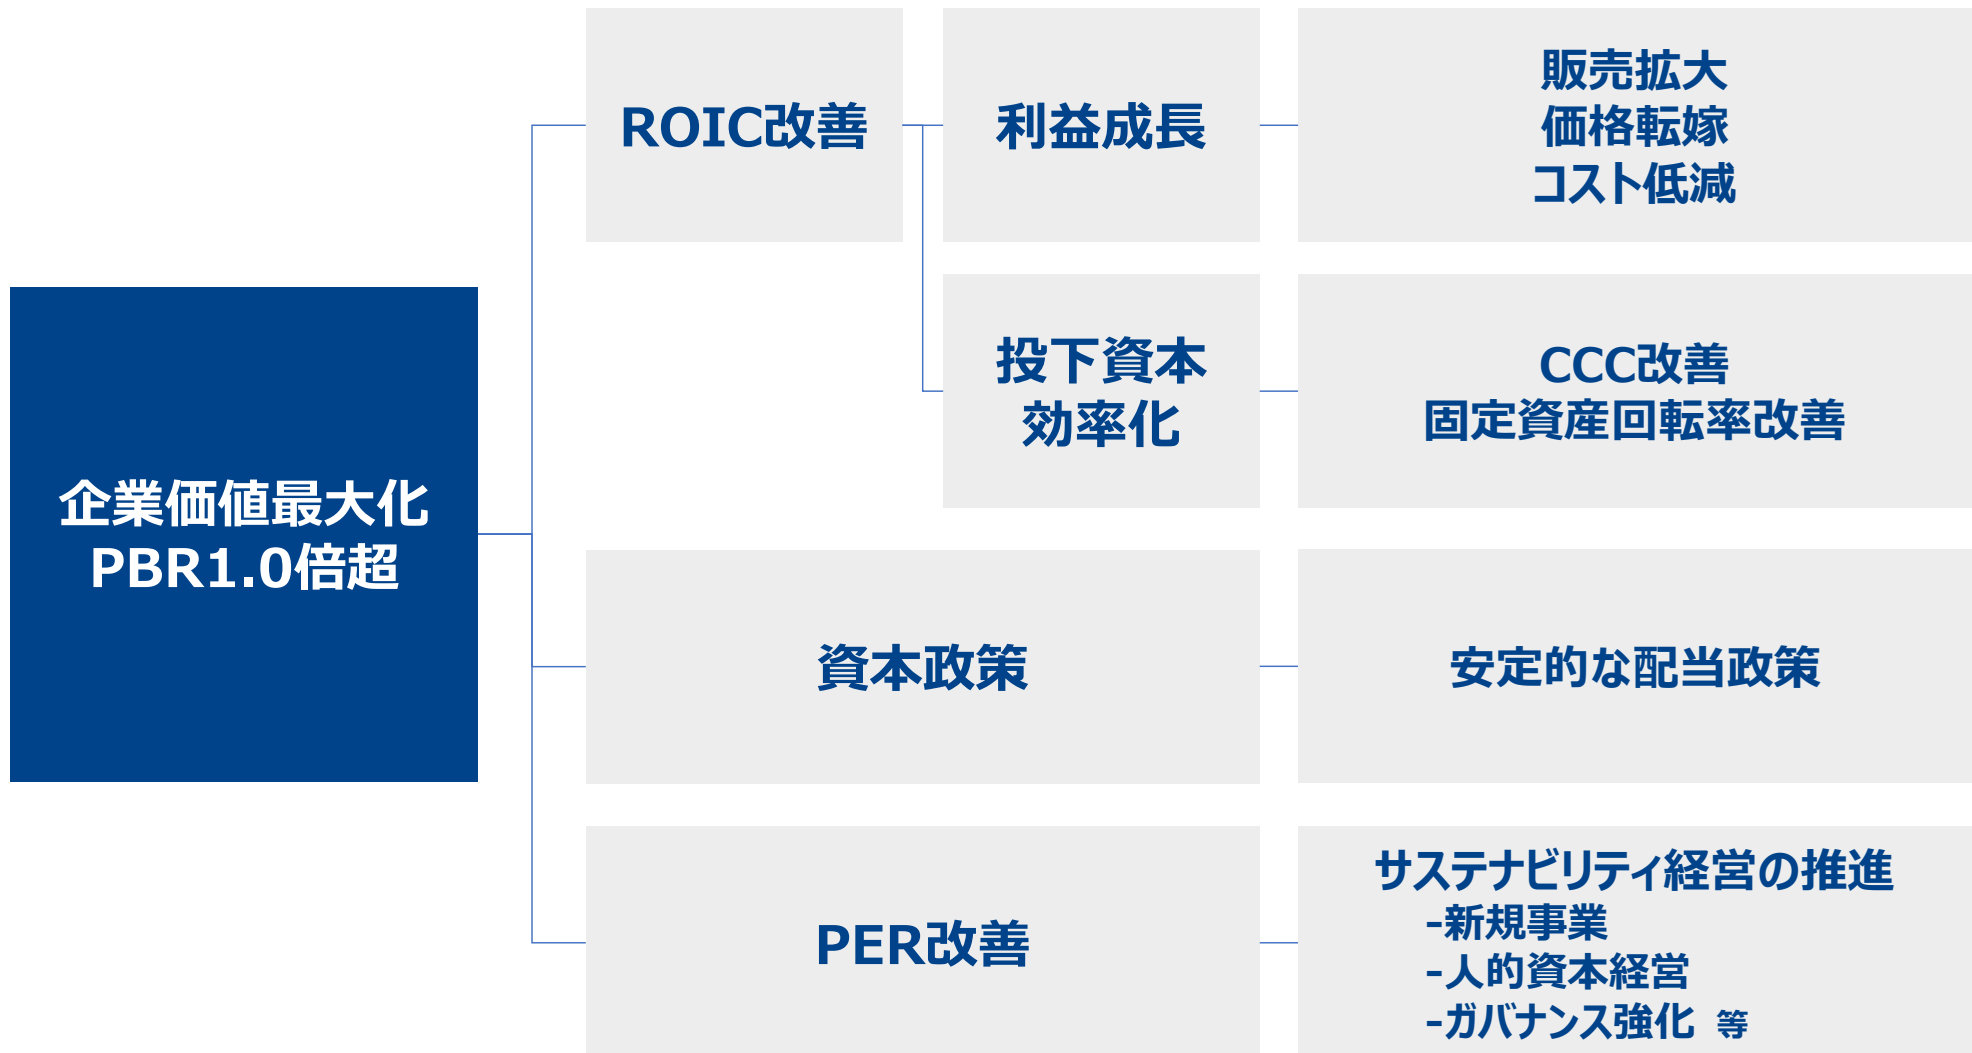 企業価値最大化
PBR1.0倍超
ROIC改善
利益成長
販売拡大
価格転嫁
コスト低減
投下資本
効率化
CCC改善
固定資産回転率改善
資本政策
安定的な配当政策
PER改善
サステナビリティ経営の推進
-新規事業
-人的資本経営
-ガバナンス強化 等